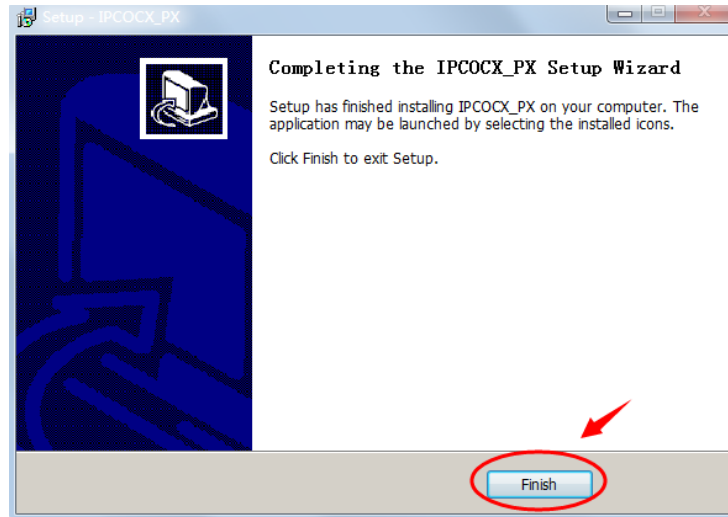 Setup - IPCOCX_PX
Completing the IPCOCX_PX Setup Wizard
Setup has finished installing IPCOCX_PX on your computer. The
application may be launched by selecting the installed icons.
Click Finish to exit Setup.
Finish